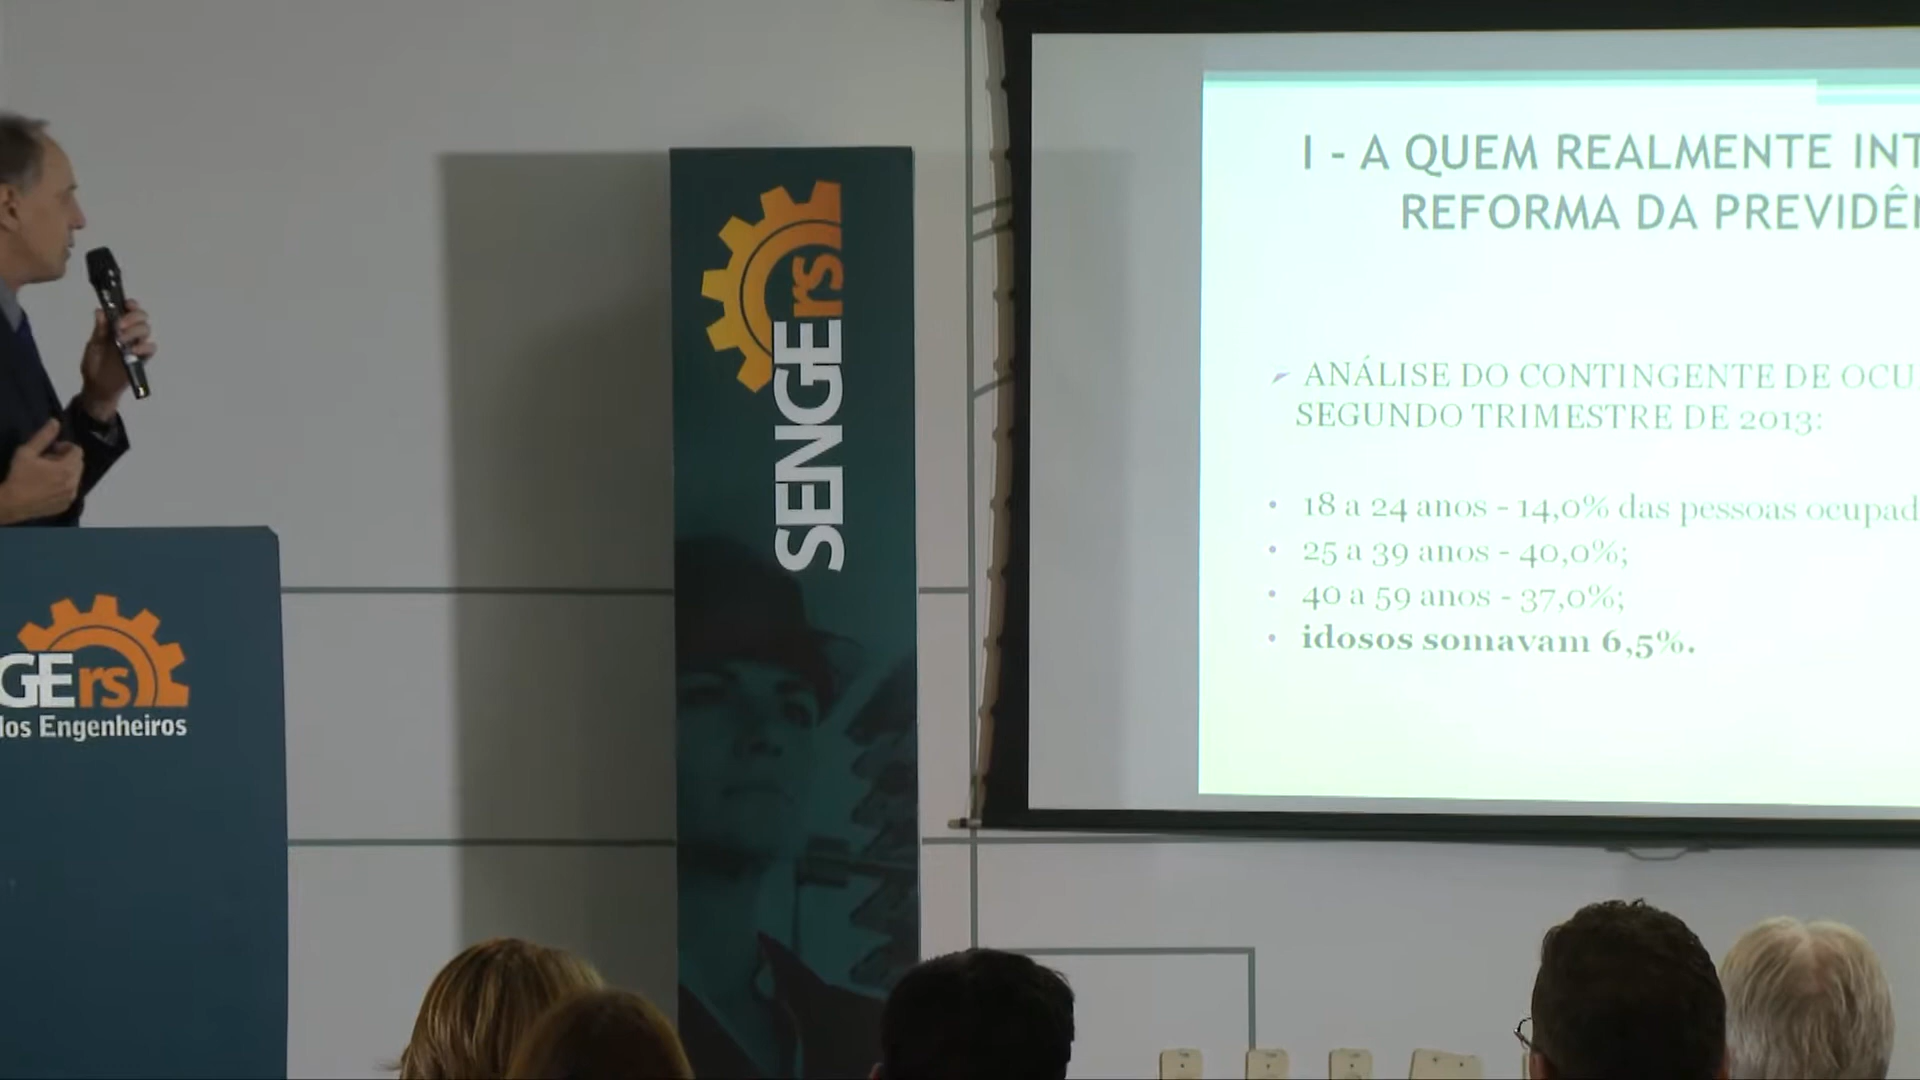 GErs
dos Engenheiros
SENGErs
I - A QUEM REALMENTE INT
REFORMA DA PREVIDÊN
ANÁLISE DO CONTINGENTE DE OCU
SEGUNDO TRIMESTRE DE 2013:
• 18 a 24 anos - 14,0% das pessoas ocupad
• 25 a 39 anos - 40,0%;
• 40 a 59 anos - 37,0%;
• idosos somavam 6,5%.